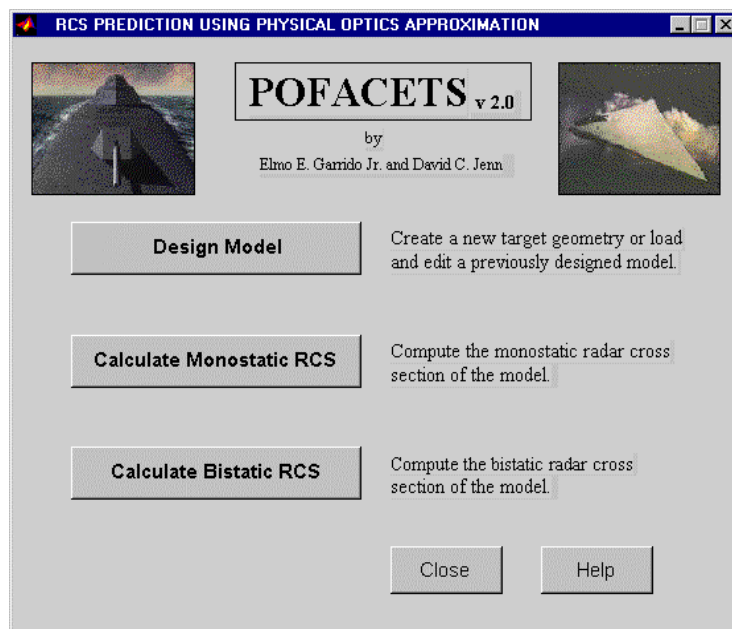 RCS PREDICTION USING PHYSICAL OPTICS APPROXIMATION
POFACETS v 2.0
by
Elmo E. Garrido Jr. and David C. Jenn
Design Model
Create a new target geometry or load
and edit a previously designed model.
Calculate Monostatic RCS
Compute the monostatic radar cross
section of the model.
Calculate Bistatic RCS
Compute the bistatic radar cross
section of the model.
Close
Help